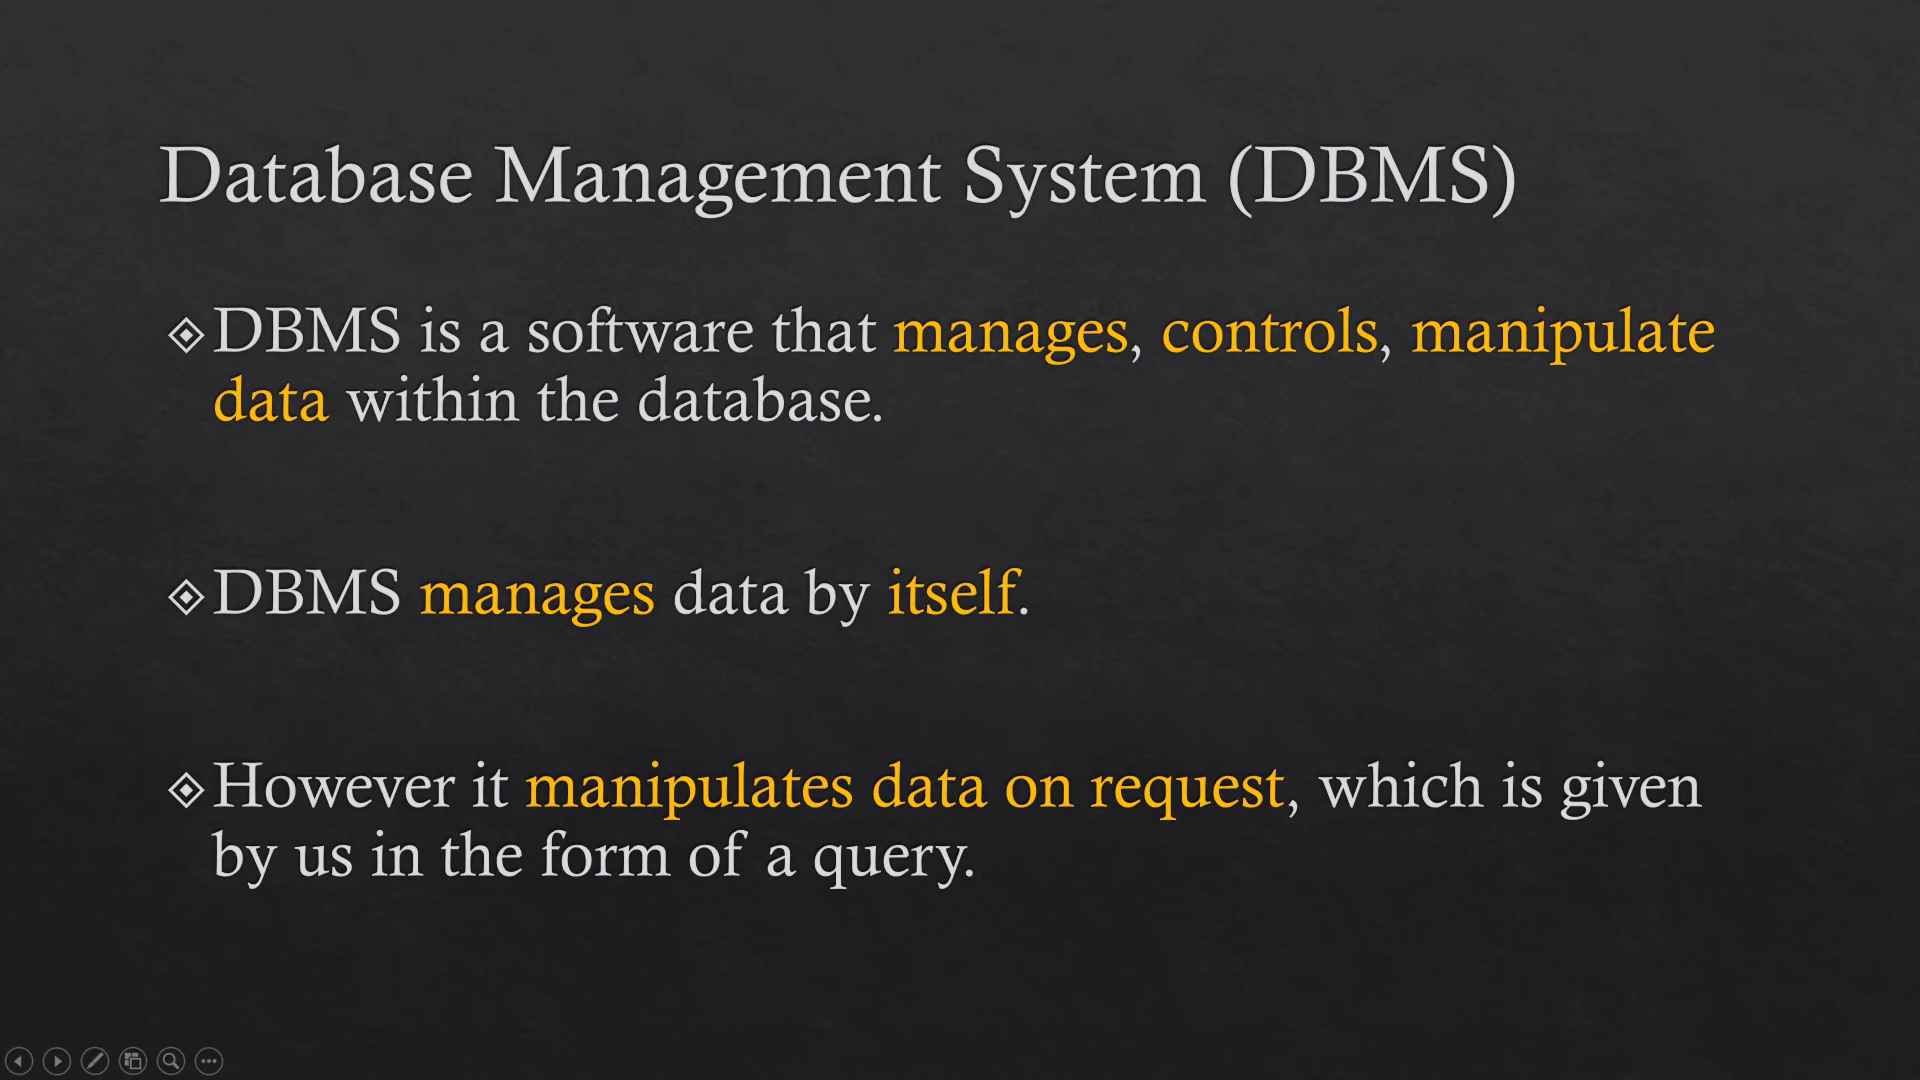 Database Management System (DBMS)
DBMS is a software that manages, controls, manipulate
data within the database.
DBMS manages data by itself.
However it manipulates data on request, which is given
by us in the form of a query.